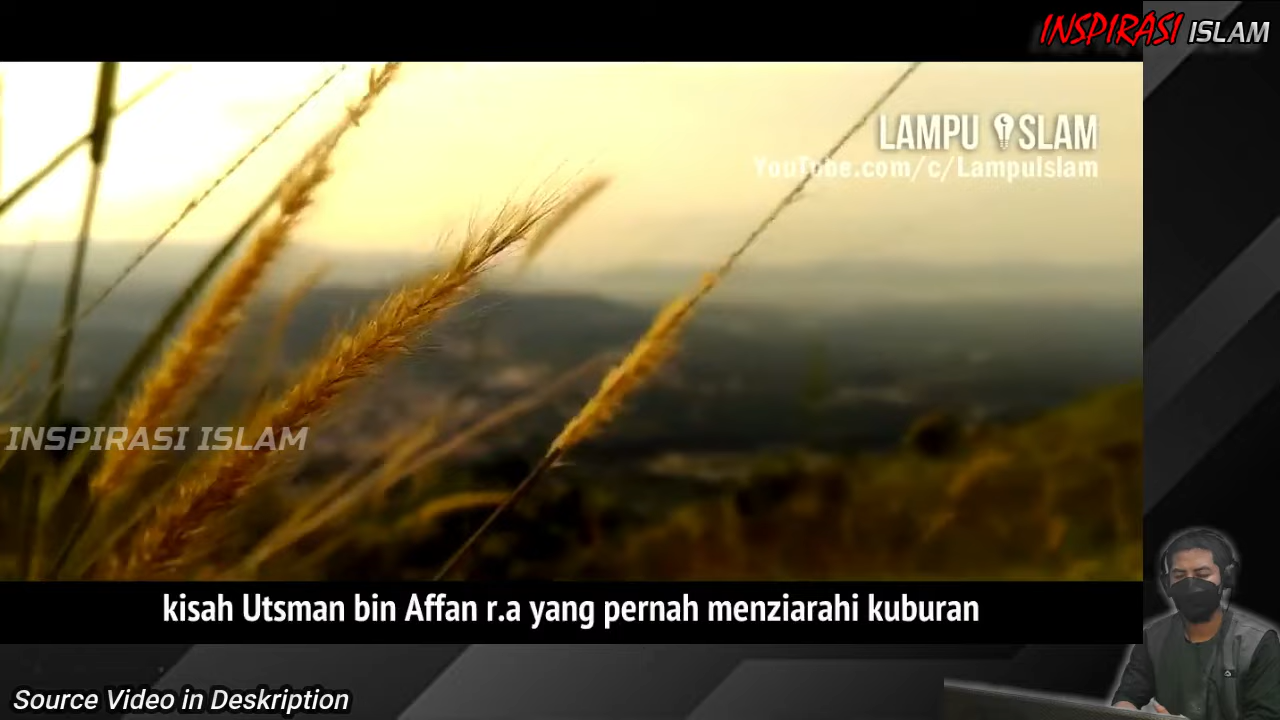 INSPIRASI ISLAM
LAMPU ISLAM
YouTube.com/c/LampuIslam
INSPIRASI ISLAM
kisah Utsman bin Affan r.a yang pernah menziarahi kuburan
Source Video in Deskription